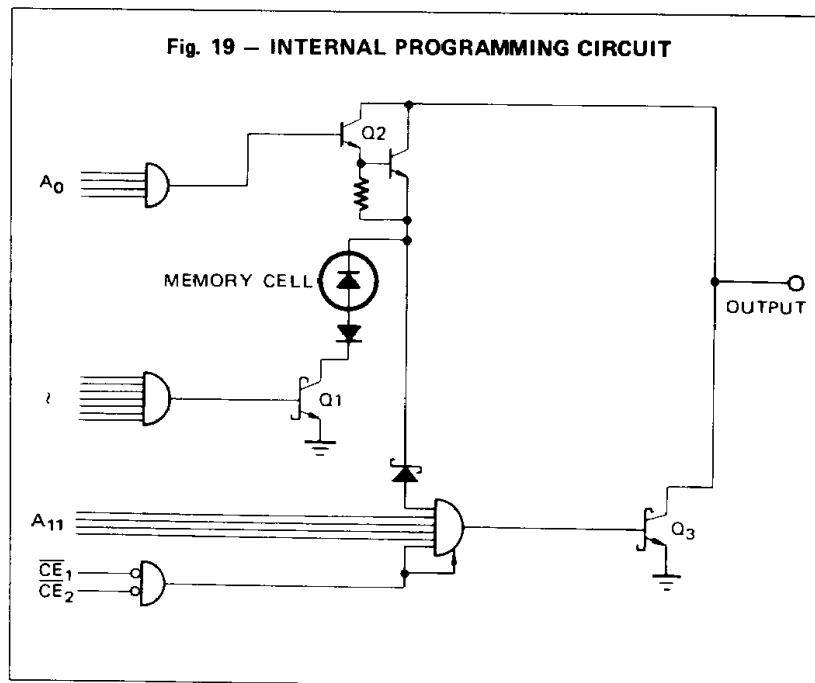 Fig. 19 — INTERNAL PROGRAMMING CIRCUIT
Q2
A0
MEMORY CELL
OUTPUT
≀
Q1
A11
Q3
CE1
CE2